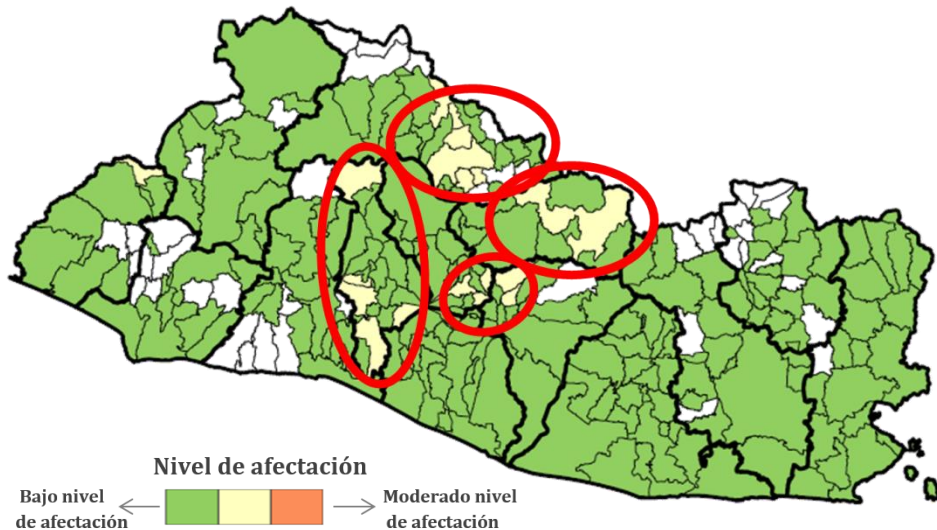 Nivel de afectación
Bajo nivel
de afectación
Moderado nivel
de afectación